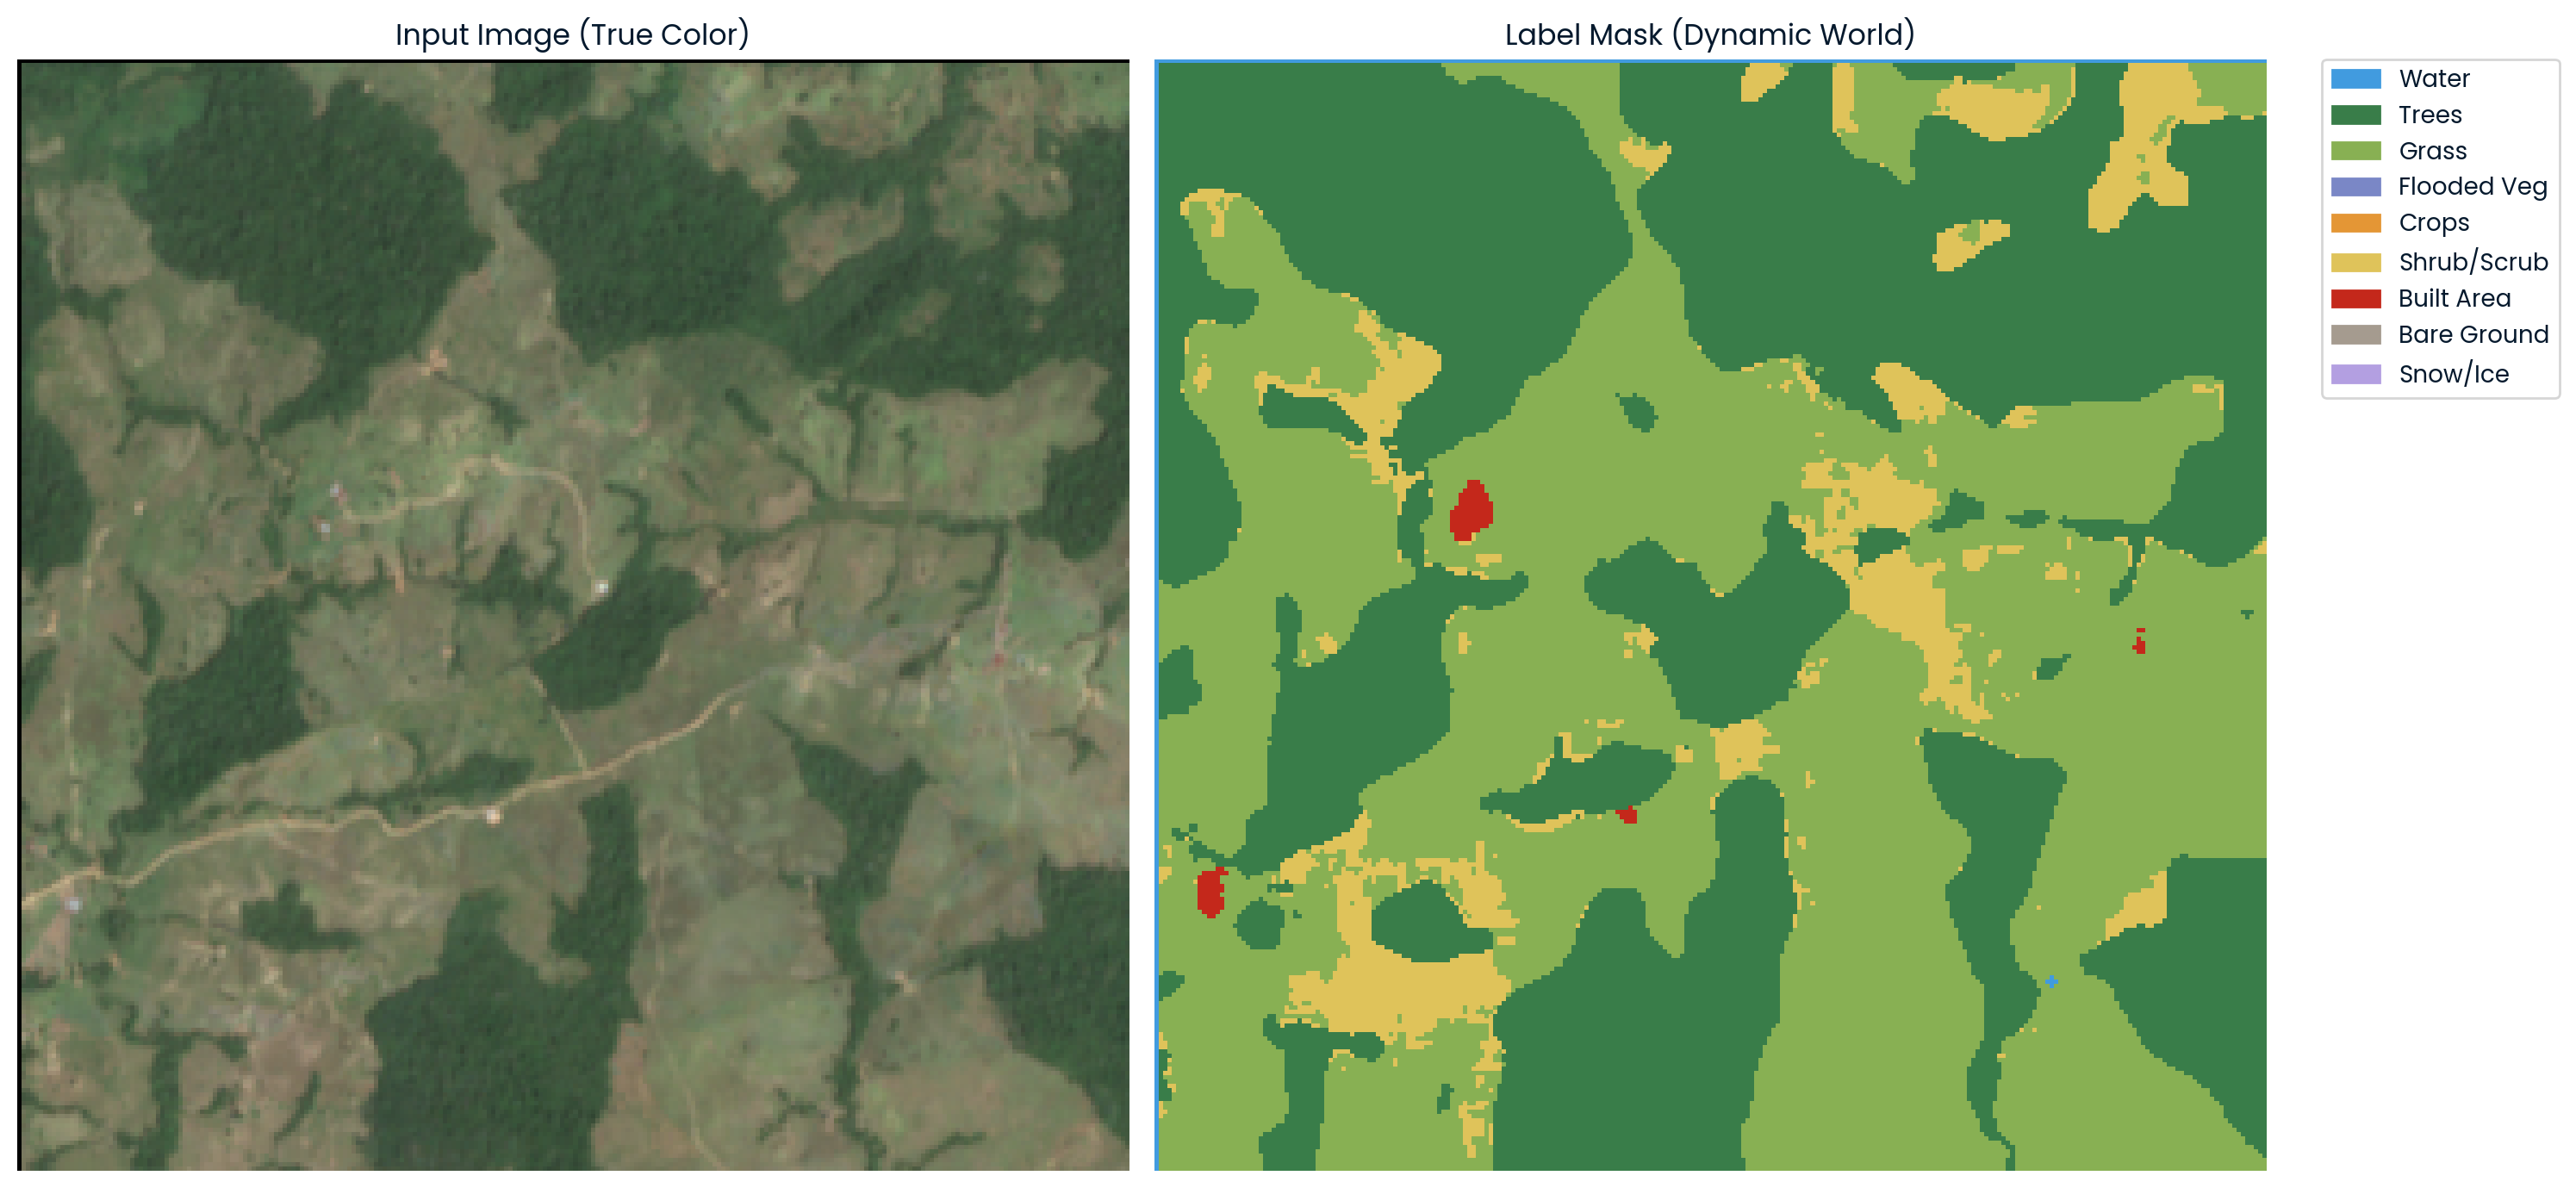 Input Image (True Color)
Label Mask (Dynamic World)
Water
Trees
Grass
Flooded Veg
Crops
Shrub/Scrub
Built Area
Bare Ground
Snow/Ice